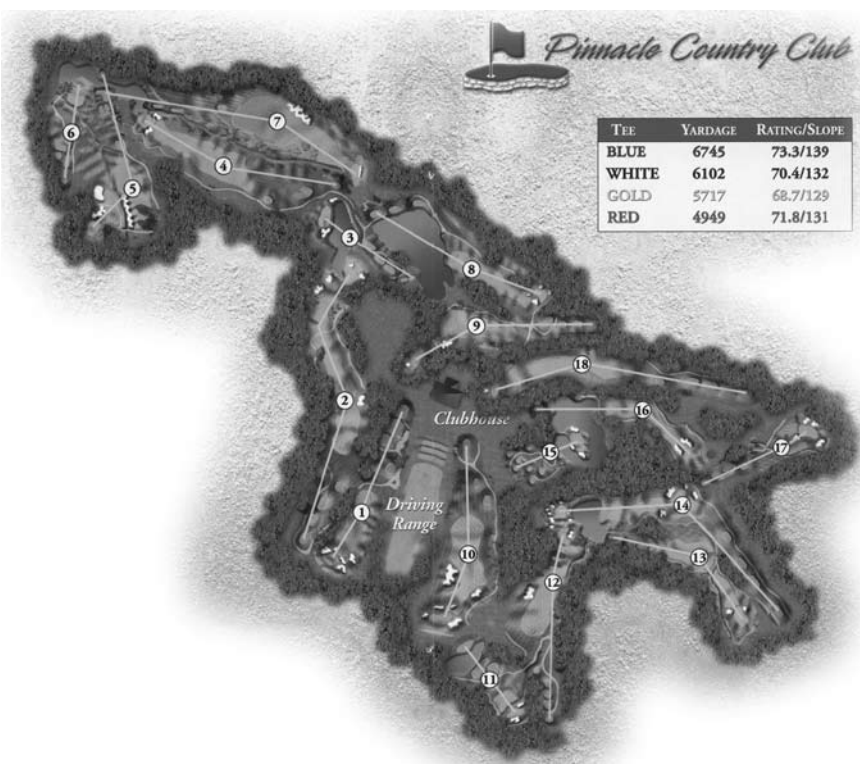 Pinnacle Country Club
TEE YARDAGE RATING/SLOPE
BLUE 6745 73.3/139
WHITE 6102 70.4/132
GOLD 5717 68.7/129
RED 4949 71.8/131
7
6
4
5
3
8
9
18
2
16
Clubhouse
15
17
1
Driving
Range
14
10
13
12
11